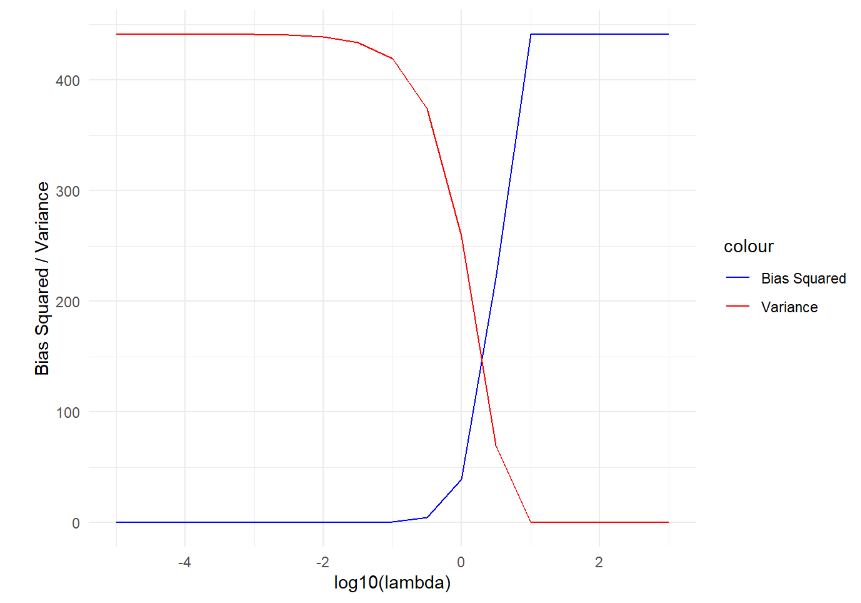 Bias Squared / Variance
400
300
200
100
0
-4
-2
0
2
log10(lambda)
colour
Bias Squared
Variance